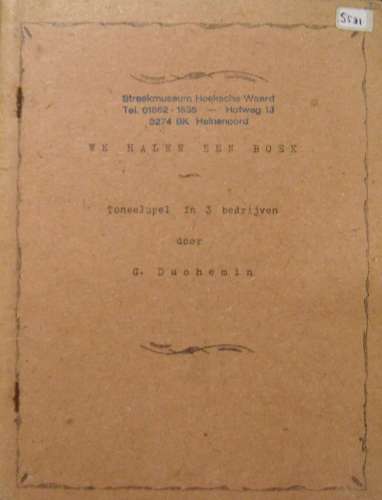 5521
Streekmuseum Hoeksche Waard
Tel. 01862-1535 — Hofweg 13
3274 BK Heinenoord
WE HALEN EEN BOEK
Toneelspel in 3 bedrijven
door
G. Duchemin